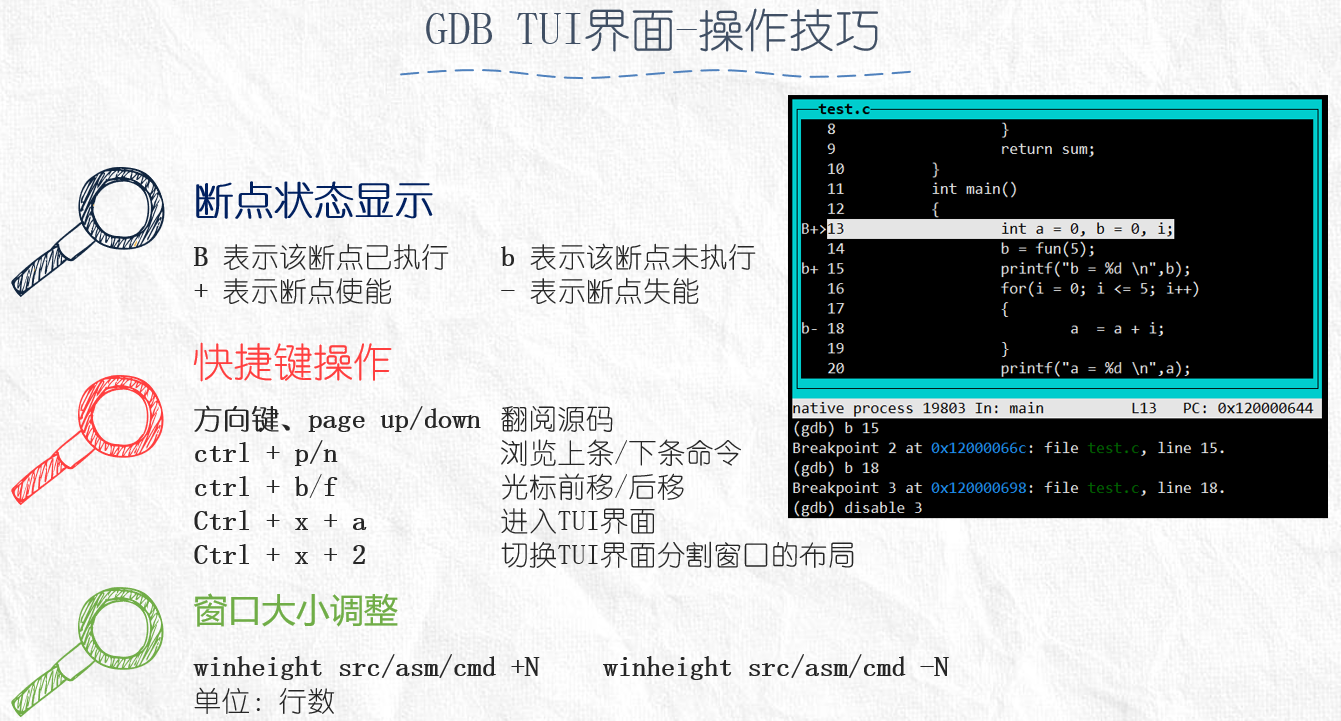 GDB TUI界面-操作技巧
断点状态显示
B 表示该断点已执行 b 表示该断点未执行
+ 表示断点使能 - 表示断点失能
快捷键操作
方向键、page up/down 翻阅源码
ctrl + p/n 浏览上条/下条命令
ctrl + b/f 光标前移/后移
Ctrl + x + a 进入TUI界面
Ctrl + x + 2 切换TUI界面分割窗口的布局
窗口大小调整
winheight src/asm/cmd +N winheight src/asm/cmd -N
单位: 行数
test.c
8 }
9 return sum;
10 }
11 int main()
12 {
B+>13 int a = 0, b = 0, i;
14 b = fun(5);
b+ 15 printf("b = %d \n",b);
16 for(i = 0; i <= 5; i++)
17 {
b- 18 a = a + i;
19 }
20 printf("a = %d \n",a);
native process 19803 In: main L13 PC: 0x120000644
(gdb) b 15
Breakpoint 2 at 0x12000066c: file test.c, line 15.
(gdb) b 18
Breakpoint 3 at 0x120000698: file test.c, line 18.
(gdb) disable 3